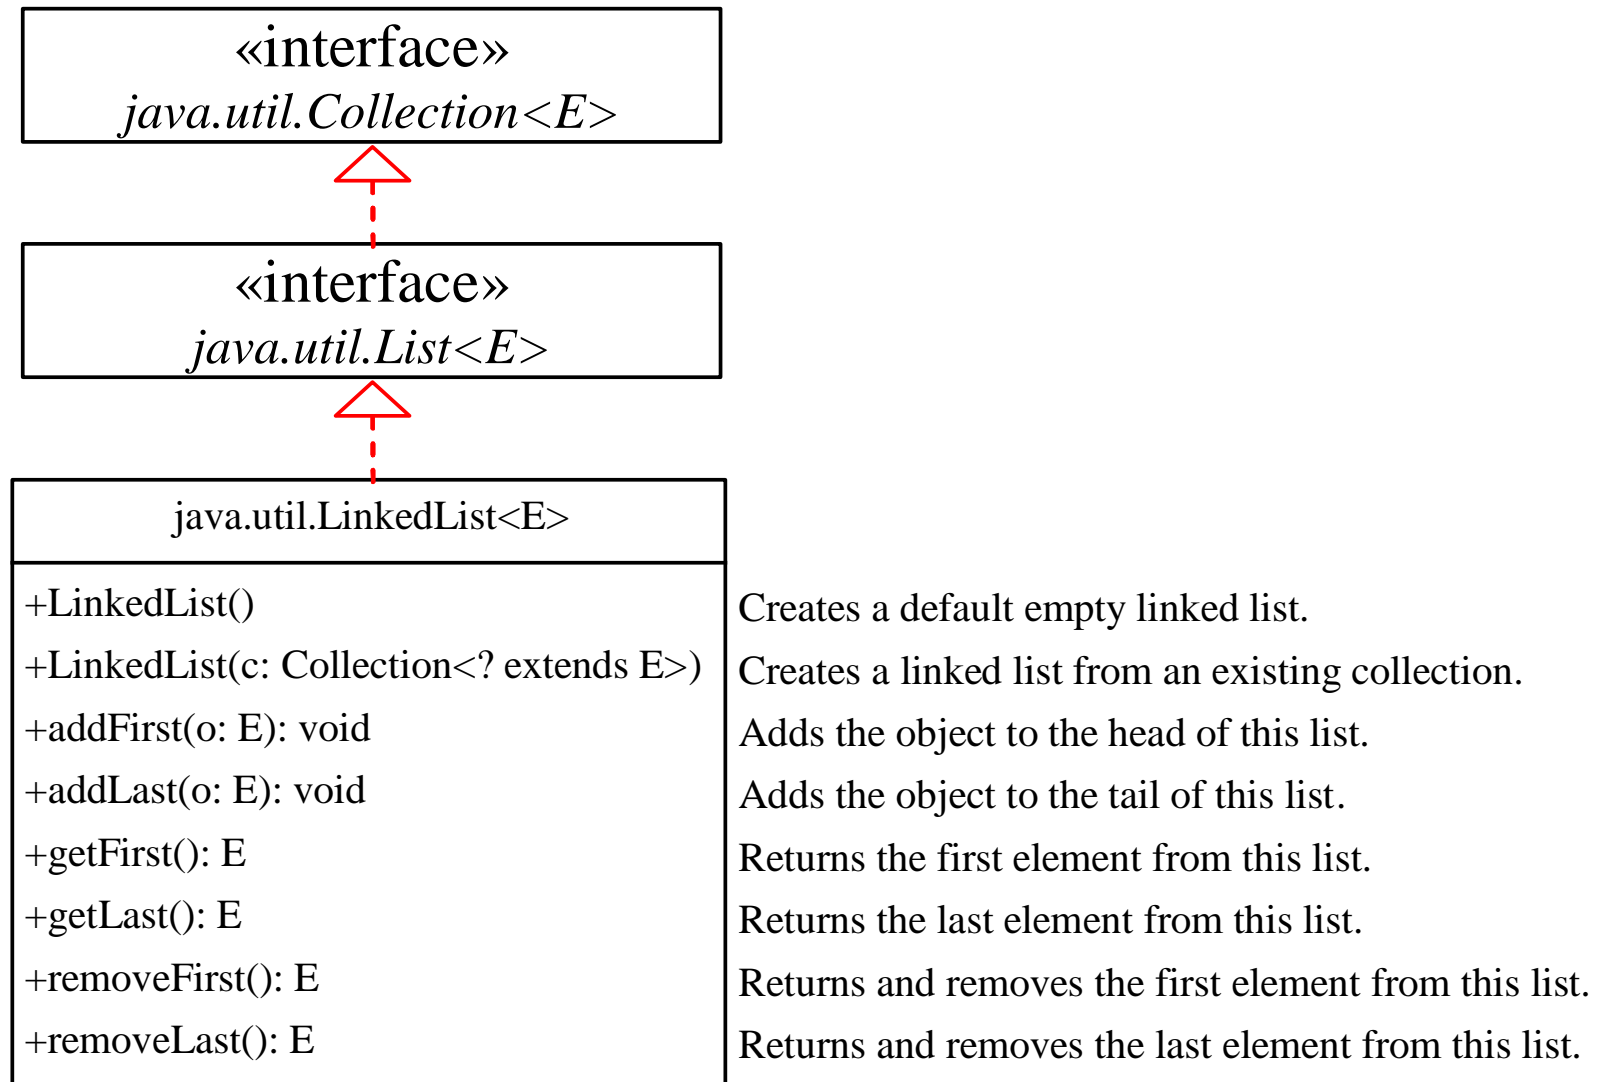 «interface»
java.util.Collection<E>
«interface»
java.util.List<E>
java.util.LinkedList<E>
+LinkedList() Creates a default empty linked list.
+LinkedList(c: Collection<? extends E>) Creates a linked list from an existing collection.
+addFirst(o: E): void Adds the object to the head of this list.
+addLast(o: E): void Adds the object to the tail of this list.
+getFirst(): E Returns the first element from this list.
+getLast(): E Returns the last element from this list.
+removeFirst(): E Returns and removes the first element from this list.
+removeLast(): E Returns and removes the last element from this list.